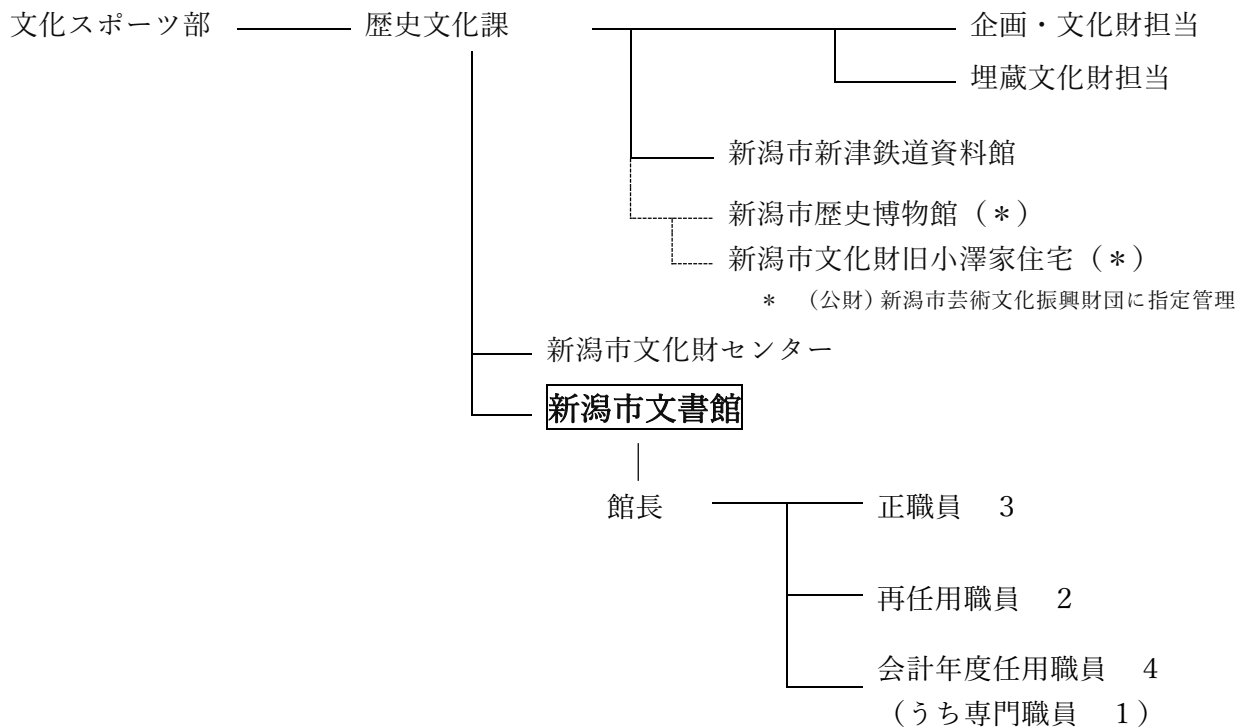 文化スポーツ部 歴史文化課 企画・文化財担当
埋蔵文化財担当
新潟市新津鉄道資料館
新潟市歴史博物館（＊）
新潟市文化財旧小澤家住宅（＊）
＊ （公財）新潟市芸術文化振興財団に指定管理
新潟市文化財センター
新潟市文書館
館長 正職員 3
再任用職員 2
会計年度任用職員 4
（うち専門職員 1）